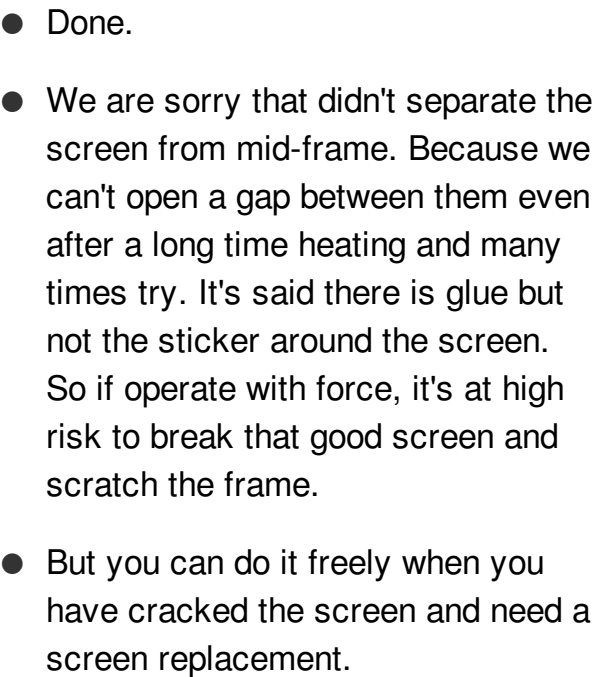 ● Done.
● We are sorry that didn't separate the
screen from mid-frame. Because we
can't open a gap between them even
after a long time heating and many
times try. It's said there is glue but
not the sticker around the screen.
So if operate with force, it's at high
risk to break that good screen and
scratch the frame.
● But you can do it freely when you
have cracked the screen and need a
screen replacement.